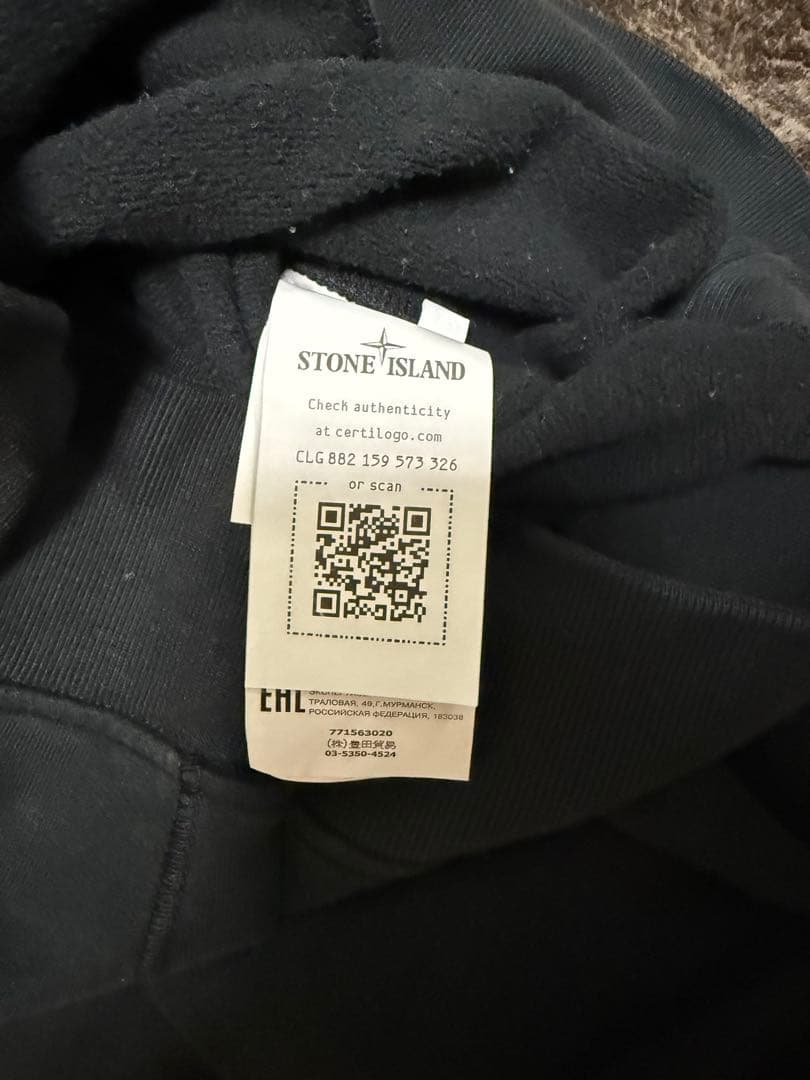 STONE ISLAND
Check authenticity
at certilogo.com
CLG 882 159 573 326
or scan
EAC
ТРАЛОВАЯ, 49, Г.МУРМАНСК,
РОССИЙСКАЯ ФЕДЕРАЦИЯ, 183038
771563020
(株)豊田貿易
03-5350-4524